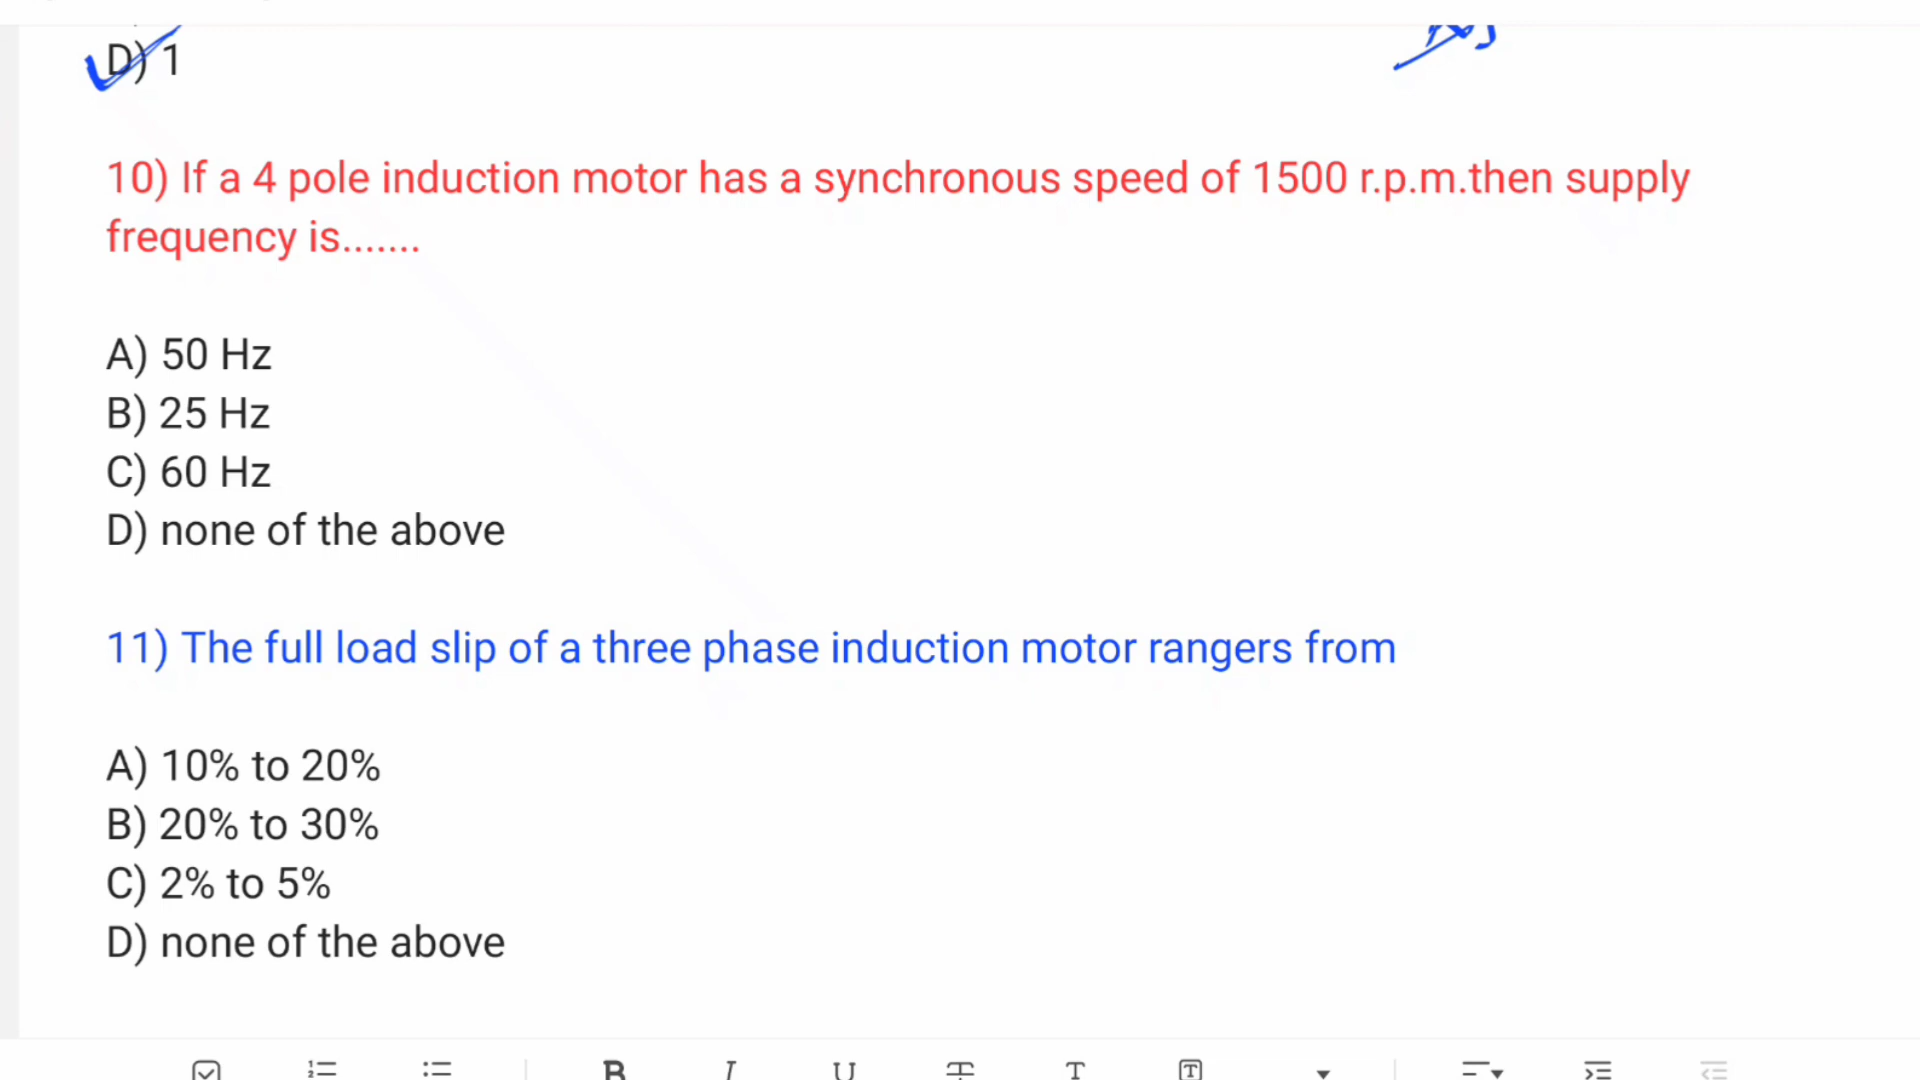 D) 1
10) If a 4 pole induction motor has a synchronous speed of 1500 r.p.m.then supply
frequency is.......
A) 50 Hz
B) 25 Hz
C) 60 Hz
D) none of the above
11) The full load slip of a three phase induction motor rangers from
A) 10% to 20%
B) 20% to 30%
C) 2% to 5%
D) none of the above
B I U T T T